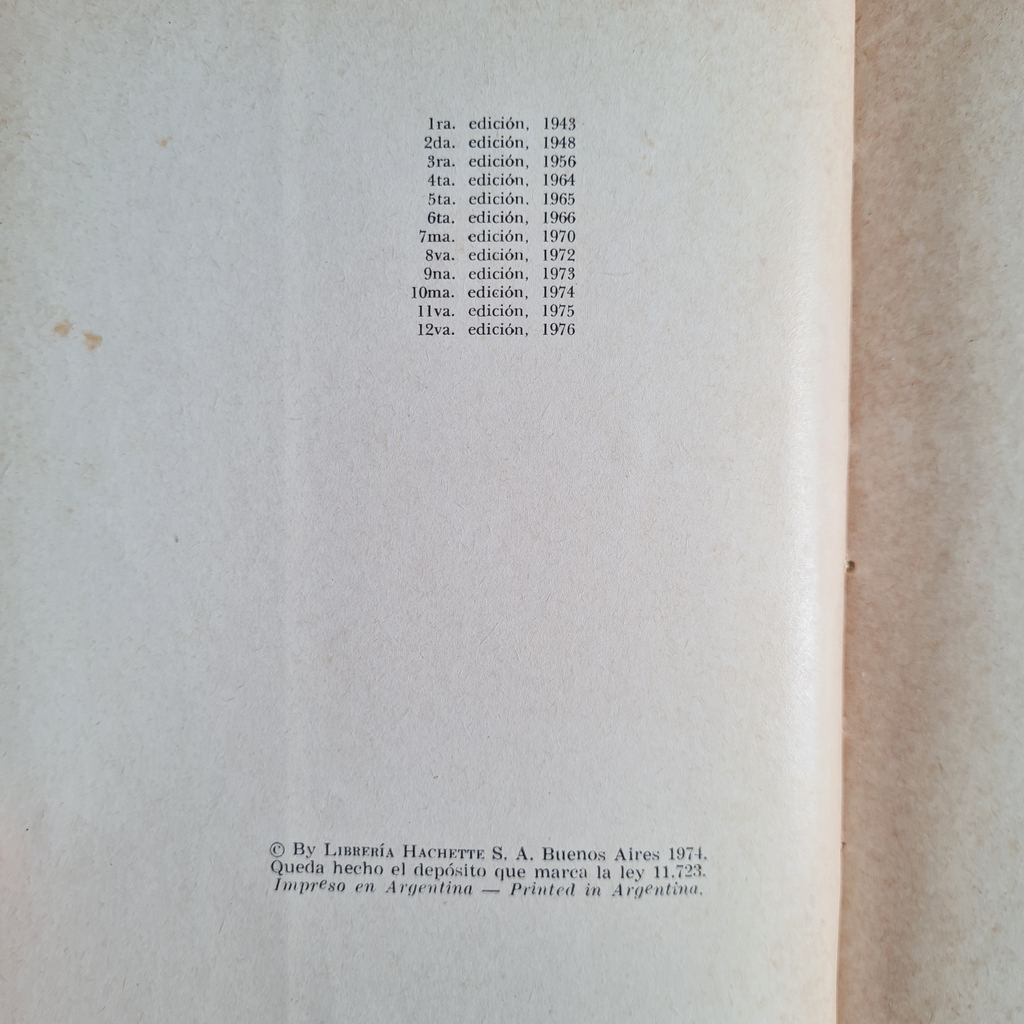 1ra. edición, 1943
2da. edición, 1948
3ra. edición, 1956
4ta. edición, 1964
5ta. edición. 1965
6ta. edición, 1966
7ma. edición, 1970
8va. edición, 1972
9na. edición, 1973
10ma. edición, 1974
11va. edición, 1975
12va. edición, 1976
© By LIBRERÍA HACHETTE S. A. Buenos Aires 1974.
Queda hecho el depósito que marca la ley 11.723.
Impreso en Argentina — Printed in Argentina.